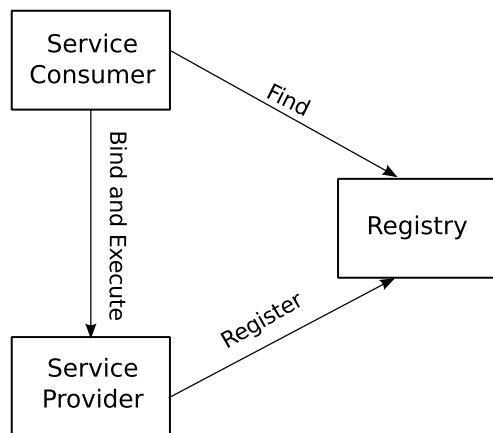 Service
Consumer
Find
Bind and Execute
Registry
Register
Service
Provider